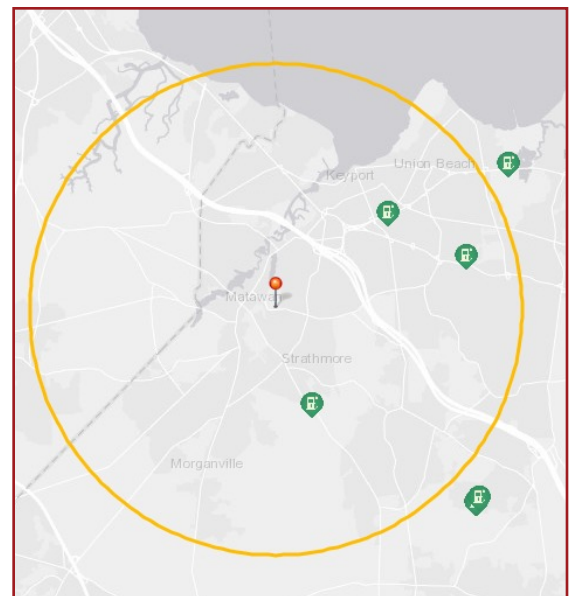 Union Beach
Keyport
Matawan
Strathmore
Morganville